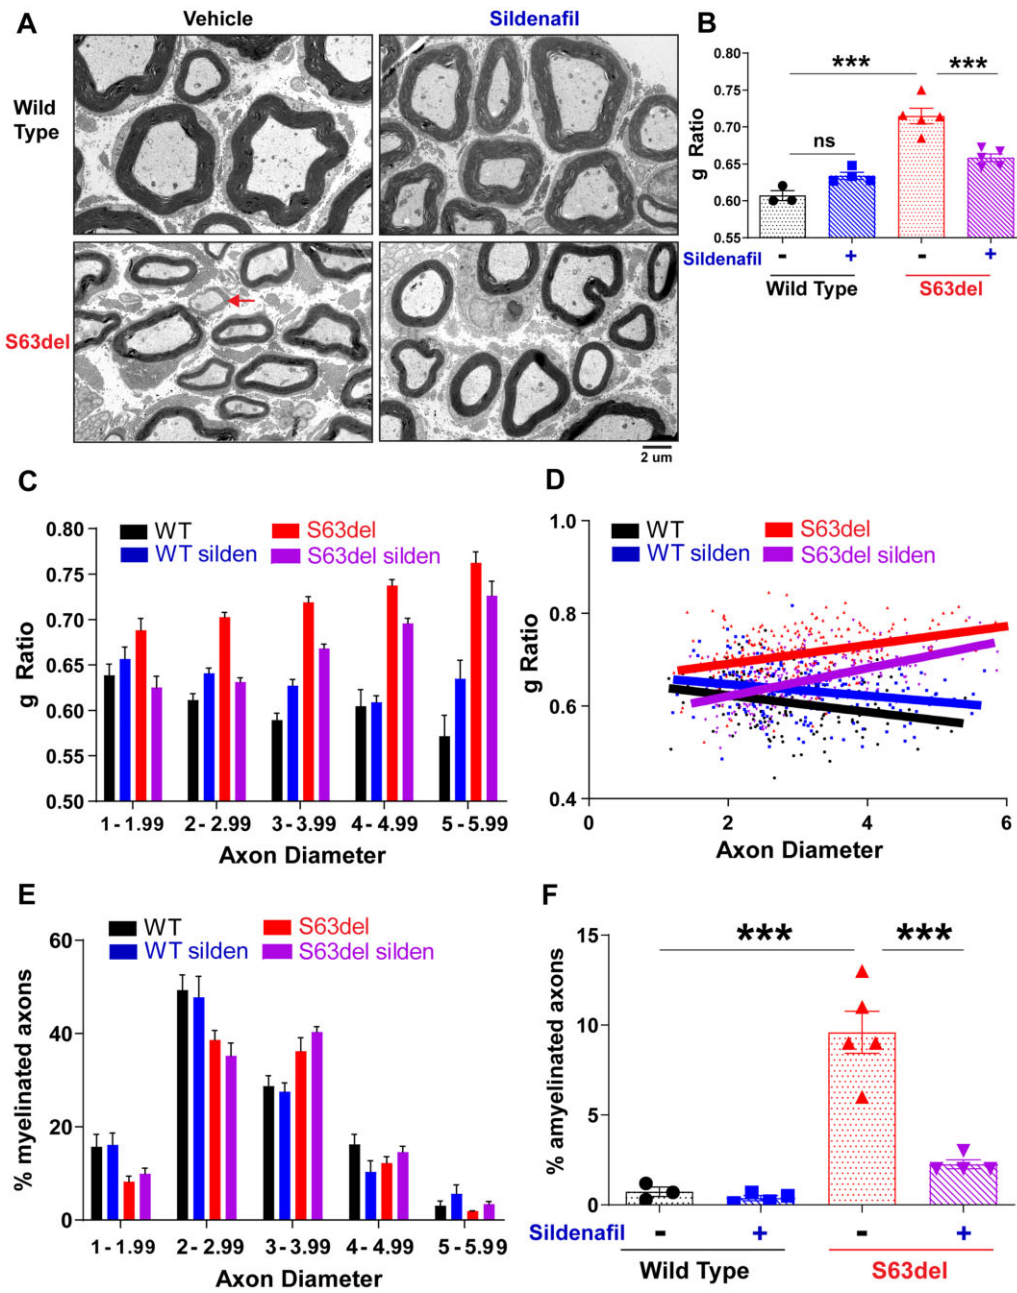 A
Vehicle
Sildenafil
Wild
Type
S63del
2 um
B
g Ratio
0.80
0.75
0.70
0.65
0.60
0.55
***
***
ns
Sildenafil - + - +
Wild Type S63del
C
WT S63del
WT silden S63del silden
g Ratio
0.80
0.75
0.70
0.65
0.60
0.55
0.50
1 - 1.99 2 - 2.99 3 - 3.99 4 - 4.99 5 - 5.99
Axon Diameter
D
WT S63del
WT silden S63del silden
g Ratio
1.0
0.8
0.6
0.4
0 2 4 6
Axon Diameter
E
WT S63del
WT silden S63del silden
% myelinated axons
60
40
20
0
1 - 1.99 2 - 2.99 3 - 3.99 4 - 4.99 5 - 5.99
Axon Diameter
F
% amyelinated axons
15
10
5
0
*** ***
Sildenafil - + - +
Wild Type S63del